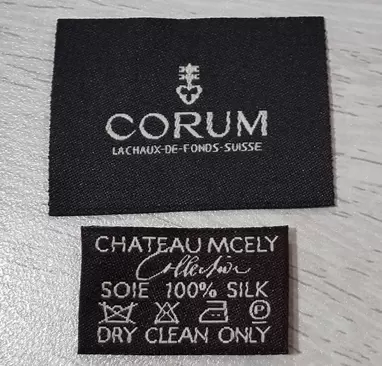 CORUM
LACHAUX-DE-FONDS-SUISSE
CHATEAU MCELY
Collection
SOIE 100% SILK
P
DRY CLEAN ONLY